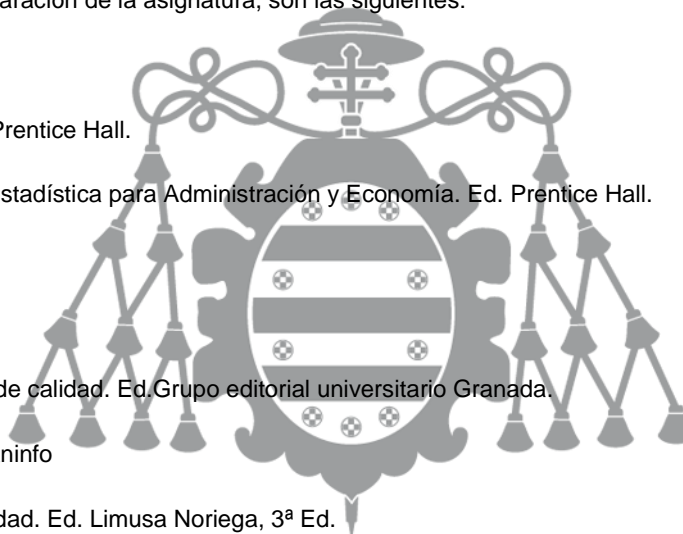 aración de la asignatura, son las siguientes:
Prentice Hall.
stadística para Administración y Economía. Ed. Prentice Hall.
de calidad. Ed.Grupo editorial universitario Granada.
ninfo
dad. Ed. Limusa Noriega, 3ª Ed.